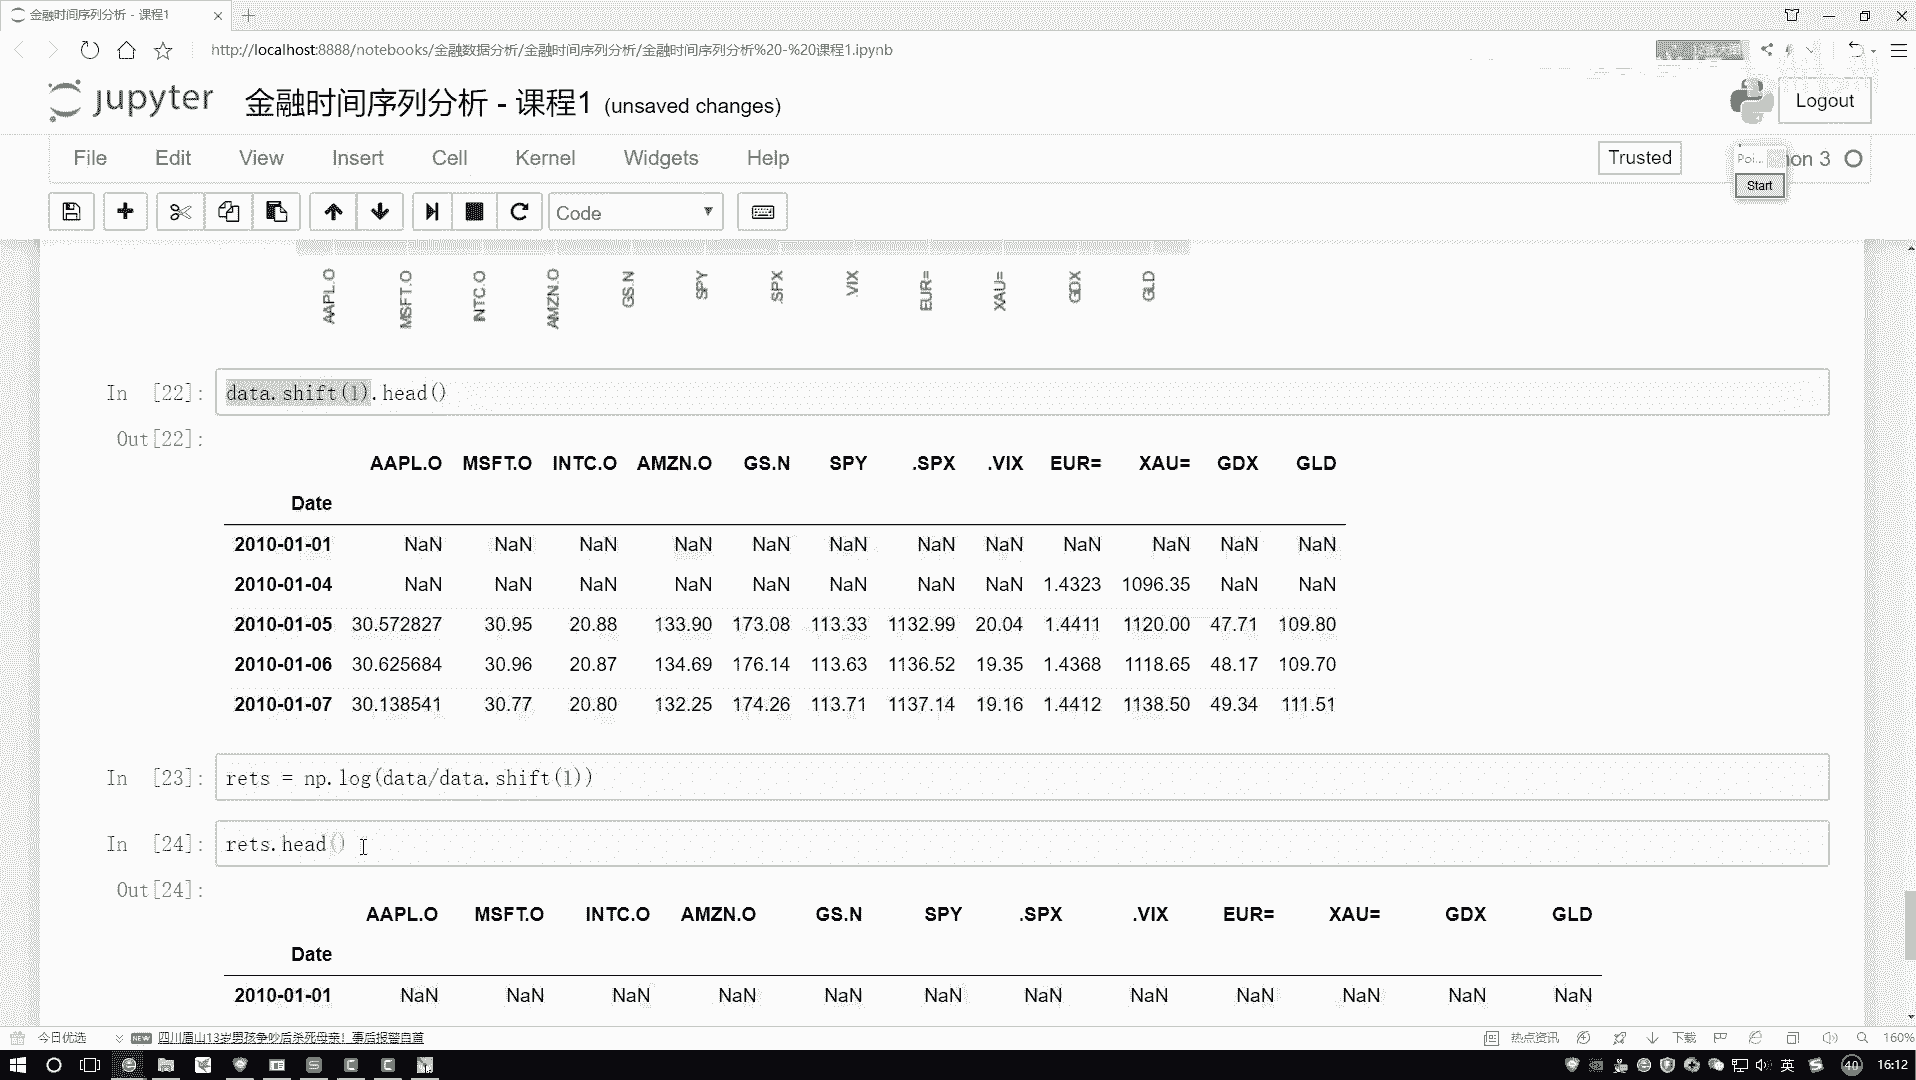 金融时间序列分析 - 课程1
http://localhost:8888/notebooks/金融数据分析/金融时间序列分析/金融时间序列分析%20-%20课程1.ipynb
jupyter 金融时间序列分析 - 课程1 (unsaved changes)
Logout
File Edit View Insert Cell Kernel Widgets Help
Trusted
Poi... on 3
Start
Code
AAPL.O MSFT.O INTC.O AMZN.O GS.N SPY .SPX .VIX EUR= XAU= GDX GLD
In [22]: data.shift(1).head()
Out[22]:
AAPL.O MSFT.O INTC.O AMZN.O GS.N SPY .SPX .VIX EUR= XAU= GDX GLD
Date
2010-01-01 NaN NaN NaN NaN NaN NaN NaN NaN NaN NaN NaN NaN
2010-01-04 NaN NaN NaN NaN NaN NaN NaN NaN 1.4323 1096.35 NaN NaN
2010-01-05 30.572827 30.95 20.88 133.90 173.08 113.33 1132.99 20.04 1.4411 1120.00 47.71 109.80
2010-01-06 30.625684 30.96 20.87 134.69 176.14 113.63 1136.52 19.35 1.4368 1118.65 48.17 109.70
2010-01-07 30.138541 30.77 20.80 132.25 174.26 113.71 1137.14 19.16 1.4412 1138.50 49.34 111.51
In [23]: rets = np.log(data/data.shift(1))
In [24]: rets.head()
Out[24]:
AAPL.O MSFT.O INTC.O AMZN.O GS.N SPY .SPX .VIX EUR= XAU= GDX GLD
Date
2010-01-01 NaN NaN NaN NaN NaN NaN NaN NaN NaN NaN NaN NaN
今日优选 NEW 四川眉山13岁男孩争吵后杀死母亲！事后报警自首
热点资讯 下载 160%
英 40 16:12